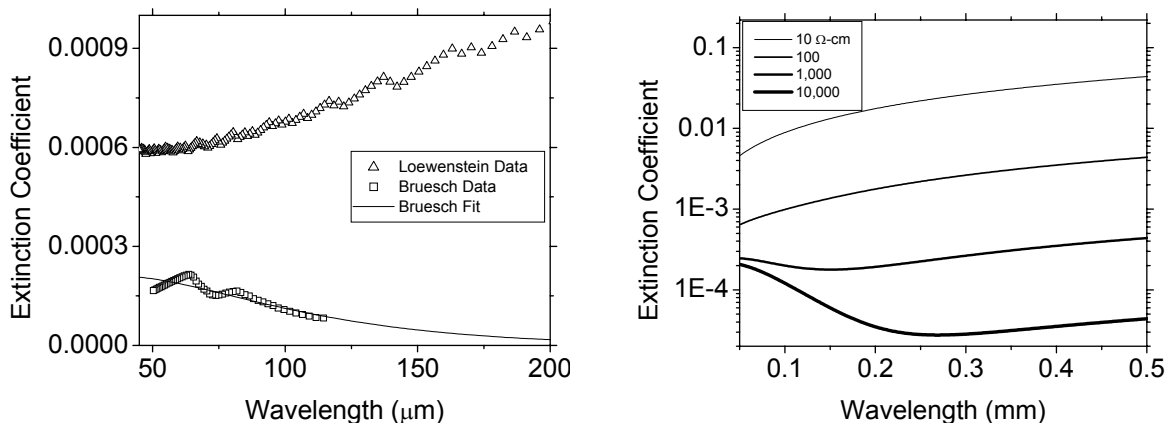 Extinction Coefficient
0.0009
0.0006
0.0003
0.0000
Loewenstein Data
Bruesch Data
Bruesch Fit
50
100
150
200
Wavelength (μm)
Extinction Coefficient
0.1
0.01
1E-3
1E-4
10 Ω-cm
100
1,000
10,000
0.1
0.2
0.3
0.4
0.5
Wavelength (mm)